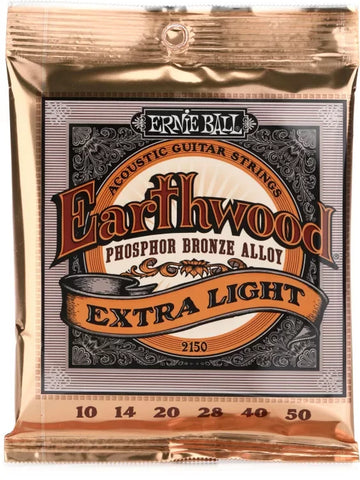 ERNIE BALL
ACOUSTIC GUITAR STRINGS
Earthwood
PHOSPHOR BRONZE ALLOY
EXTRA LIGHT
2150
10 14 20 28 40 50